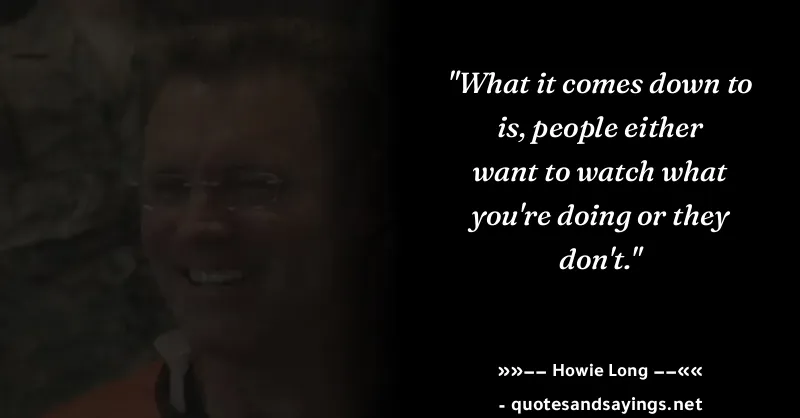 "What it comes down to
is, people either
want to watch what
you're doing or they
don't."
»»−− Howie Long −−««
- quotesandsayings.net